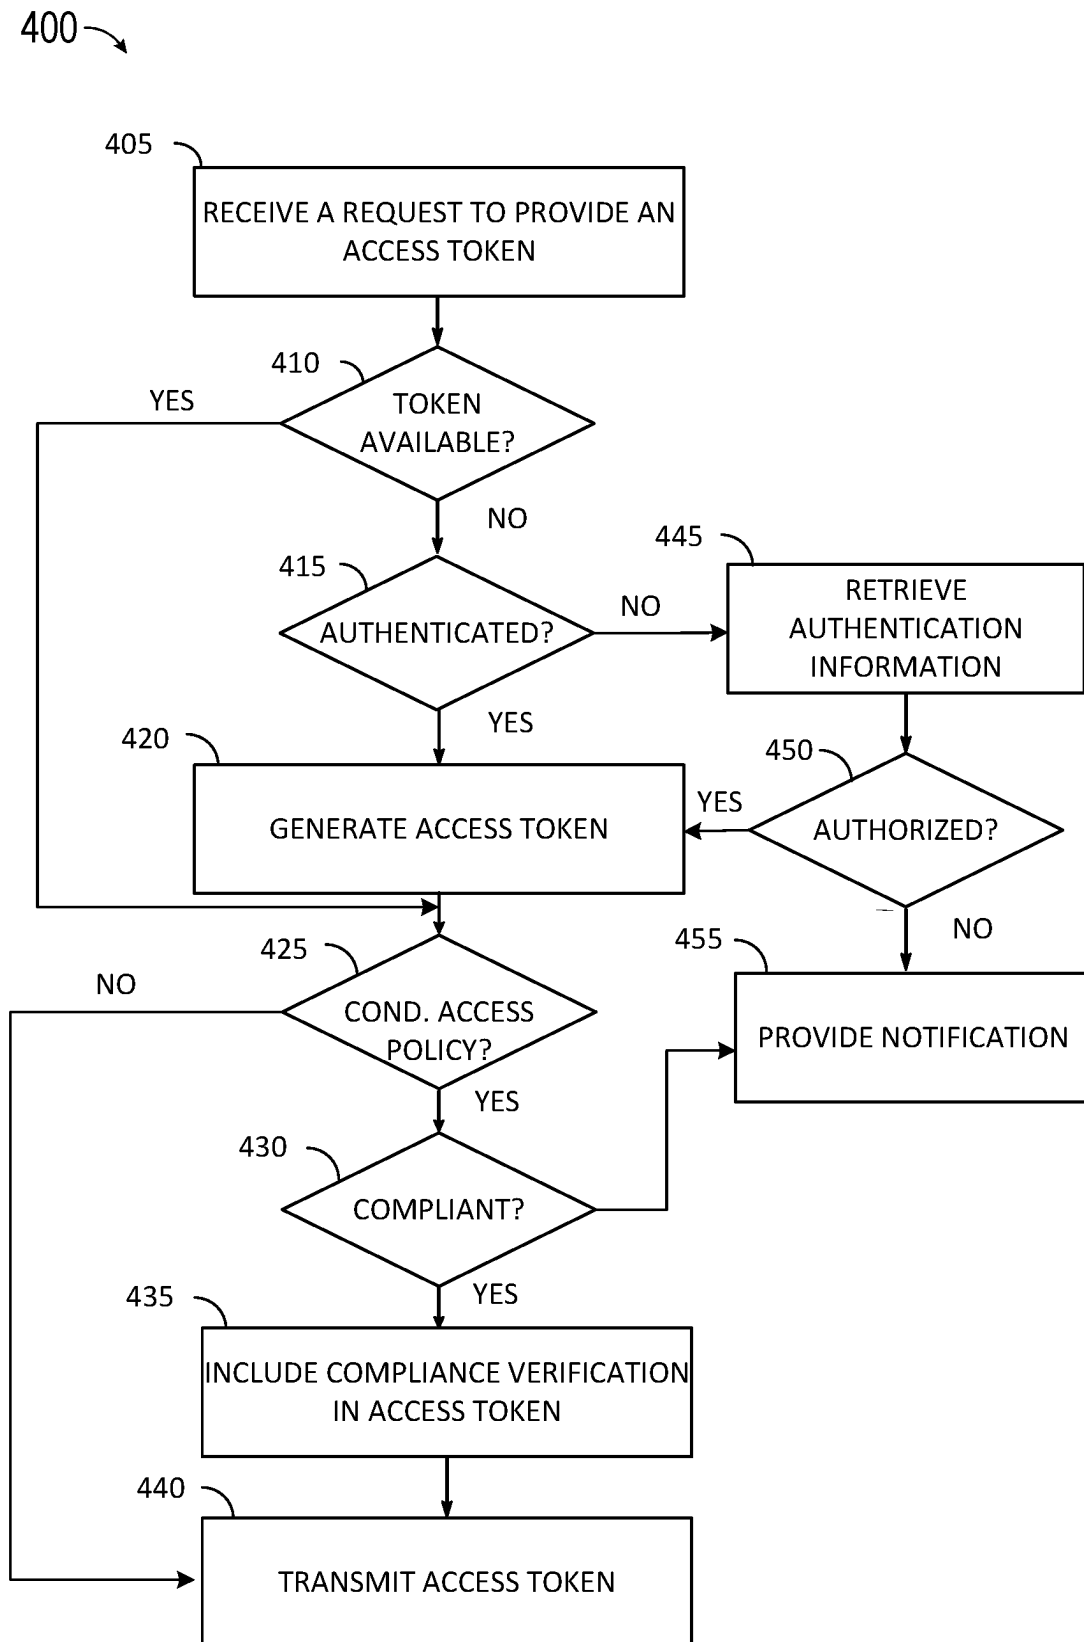 400
405
RECEIVE A REQUEST TO PROVIDE AN
ACCESS TOKEN
410
YES
TOKEN
AVAILABLE?
NO
445
415
RETRIEVE
AUTHENTICATION
INFORMATION
NO
AUTHENTICATED?
YES
420
450
YES
GENERATE ACCESS TOKEN
AUTHORIZED?
NO
455
425
NO
COND. ACCESS
POLICY?
PROVIDE NOTIFICATION
YES
430
COMPLIANT?
YES
435
INCLUDE COMPLIANCE VERIFICATION
IN ACCESS TOKEN
440
TRANSMIT ACCESS TOKEN